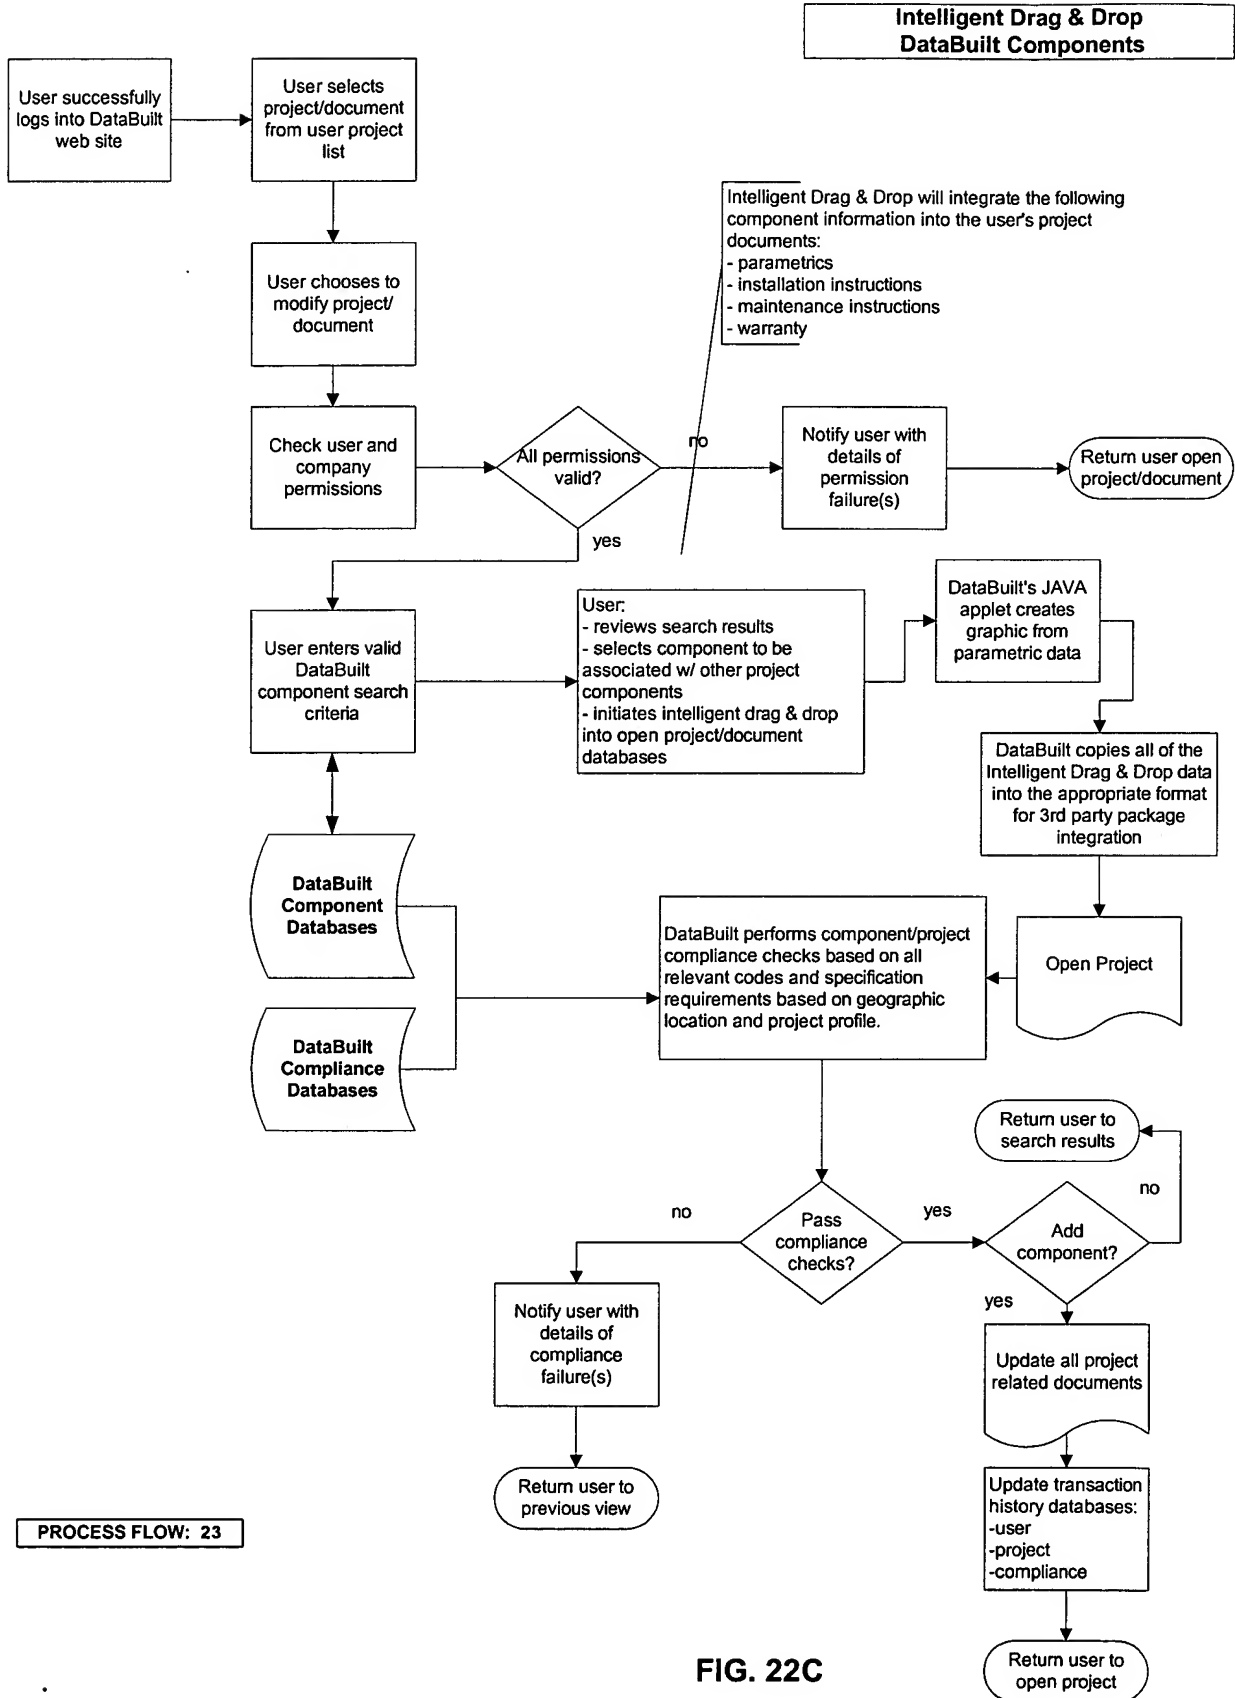 Intelligent Drag & Drop
DataBuilt Components
User successfully
logs into DataBuilt
web site
User selects
project/document
from user project
list
Intelligent Drag & Drop will integrate the following
component information into the user's project
documents:
- parametrics
- installation instructions
- maintenance instructions
- warranty
User chooses to
modify project/
document
Check user and
company
permissions
All permissions
valid?
no
Notify user with
details of
permission
failure(s)
Return user open
project/document
yes
User enters valid
DataBuilt
component search
criteria
User:
- reviews search results
- selects component to be
associated w/ other project
components
- initiates intelligent drag & drop
into open project/document
databases
DataBuilt's JAVA
applet creates
graphic from
parametric data
DataBuilt copies all of the
Intelligent Drag & Drop data
into the appropriate format
for 3rd party package
integration
DataBuilt
Component
Databases
DataBuilt performs component/project
compliance checks based on all
relevant codes and specification
requirements based on geographic
location and project profile.
Open Project
DataBuilt
Compliance
Databases
Return user to
search results
no
no
Pass
compliance
checks?
yes
Add
component?
yes
Notify user with
details of
compliance
failure(s)
Update all project
related documents
Return user to
previous view
Update transaction
history databases:
-user
-project
-compliance
PROCESS FLOW: 23
Return user to
open project
FIG. 22C